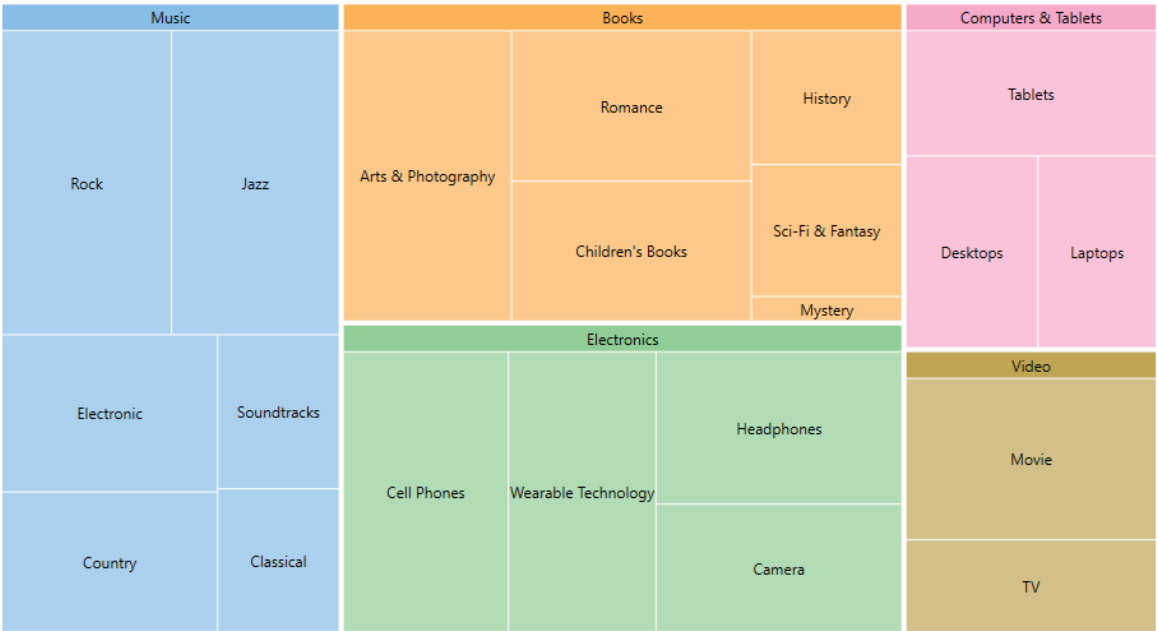 Music
Rock
Jazz
Electronic
Soundtracks
Country
Classical
Books
Arts & Photography
Romance
History
Children's Books
Sci-Fi & Fantasy
Mystery
Electronics
Cell Phones
Wearable Technology
Headphones
Camera
Computers & Tablets
Tablets
Desktops
Laptops
Video
Movie
TV